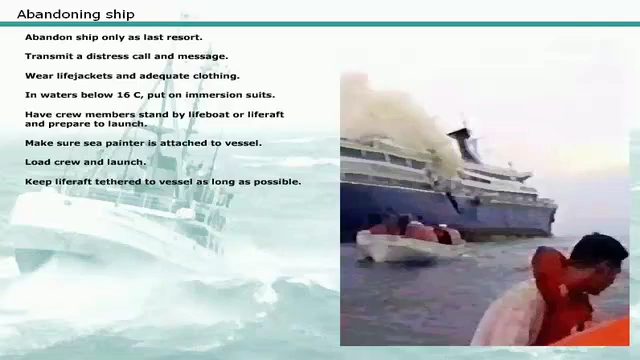 Abandoning ship
Abandon ship only as last resort.
Transmit a distress call and message.
Wear lifejackets and adequate clothing.
In waters below 16 C, put on immersion suits.
Have crew members stand by lifeboat or liferaft
and prepare to launch.
Make sure sea painter is attached to vessel.
Load crew and launch.
Keep liferaft tethered to vessel as long as possible.